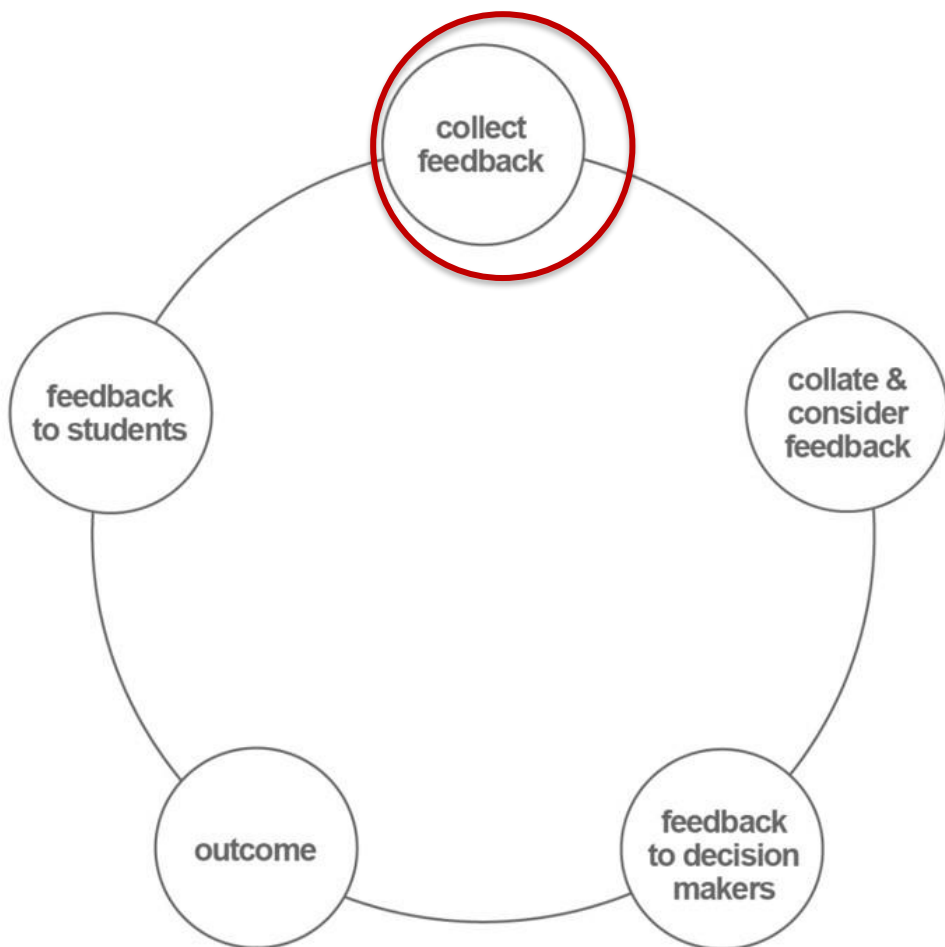 collect
feedback
collate &
consider
feedback
feedback
to decision
makers
outcome
feedback
to students